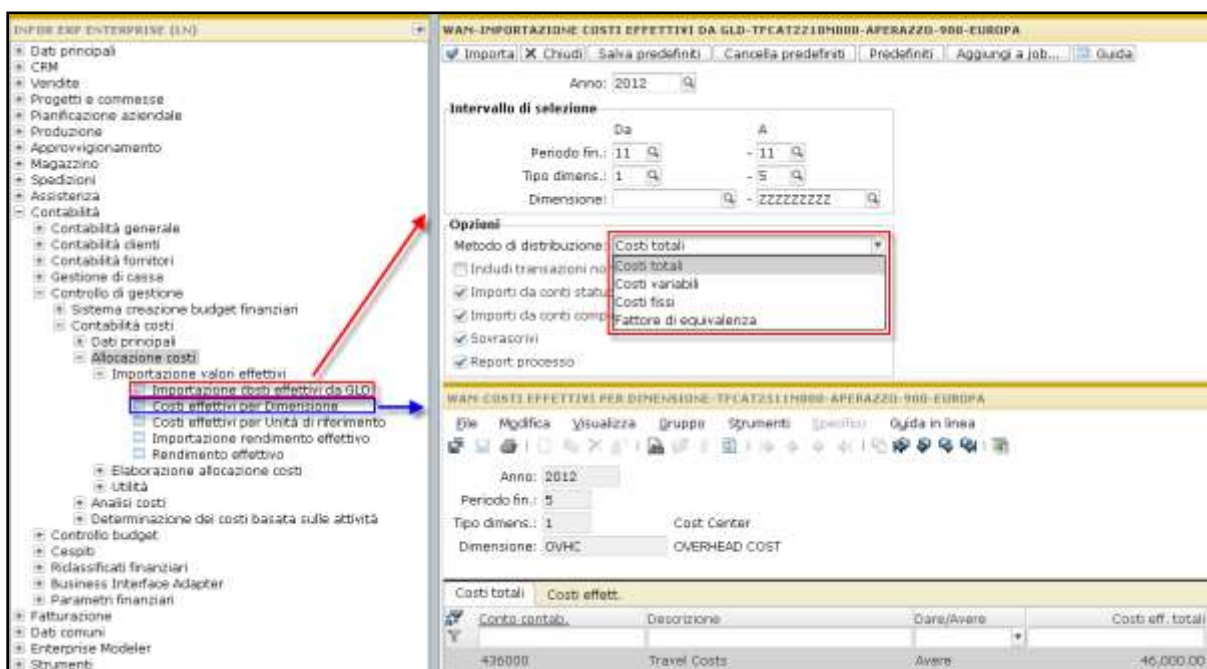 INFOR ERP ENTERPRISE (LN)
Dati principali
CRM
Vendite
Progetti e commesse
Pianificazione aziendale
Produzione
Approvvigionamento
Magazzino
Spedizioni
Assistenza
Contabilità
Contabilità generale
Contabilità clienti
Contabilità fornitori
Gestione di cassa
Controllo di gestione
Sistema creazione budget finanziari
Contabilità costi
Dati principali
Allocazione costi
Importazione valori effettivi
Importazione costi effettivi da GLD
Costi effettivi per Dimensione
Costi effettivi per Unità di riferimento
Importazione rendimento effettivo
Rendimento effettivo
Elaborazione allocazione costi
Utilità
Analisi costi
Determinazione dei costi basata sulle attività
Controllo budget
Cespiti
Riclassificati finanziari
Business Interface Adapter
Parametri finanziari
Fatturazione
Dati comuni
Enterprise Modeler
Strumenti
WAM-IMPORTAZIONE COSTI EFFETTIVI DA GLD-TFCAT2210M000-APERAZZO-900-EUROPA
Importa Chiudi Salva predefiniti Cancella predefiniti Predefiniti Aggiungi a job... Guida
Anno: 2012
Intervallo di selezione
Da A
Periodo fin.: 11 - 11
Tipo dimens.: 1 - 5
Dimensione: - ZZZZZZZZZ
Opzioni
Metodo di distribuzione: Costi totali
Includi transazioni no
Costi totali
Costi variabili
Importi da conti status
Costi fissi
Importi da conti comp
Fattore di equivalenza
Sovrascrivi
Report processo
WAM-COSTI EFFETTIVI PER DIMENSIONE-TFCAT2511M000-APERAZZO-900-EUROPA
File Modifica Visualizza Gruppo Strumenti Specifici Guida in linea
Anno: 2012
Periodo fin.: 5
Tipo dimens.: 1 Cost Center
Dimensione: OVHC OVERHEAD COST
Costi totali Costi effett.
Conto contab. Descrizione Dare/Avere Costi eff. totali
436000 Travel Costs Avere 46,000.00